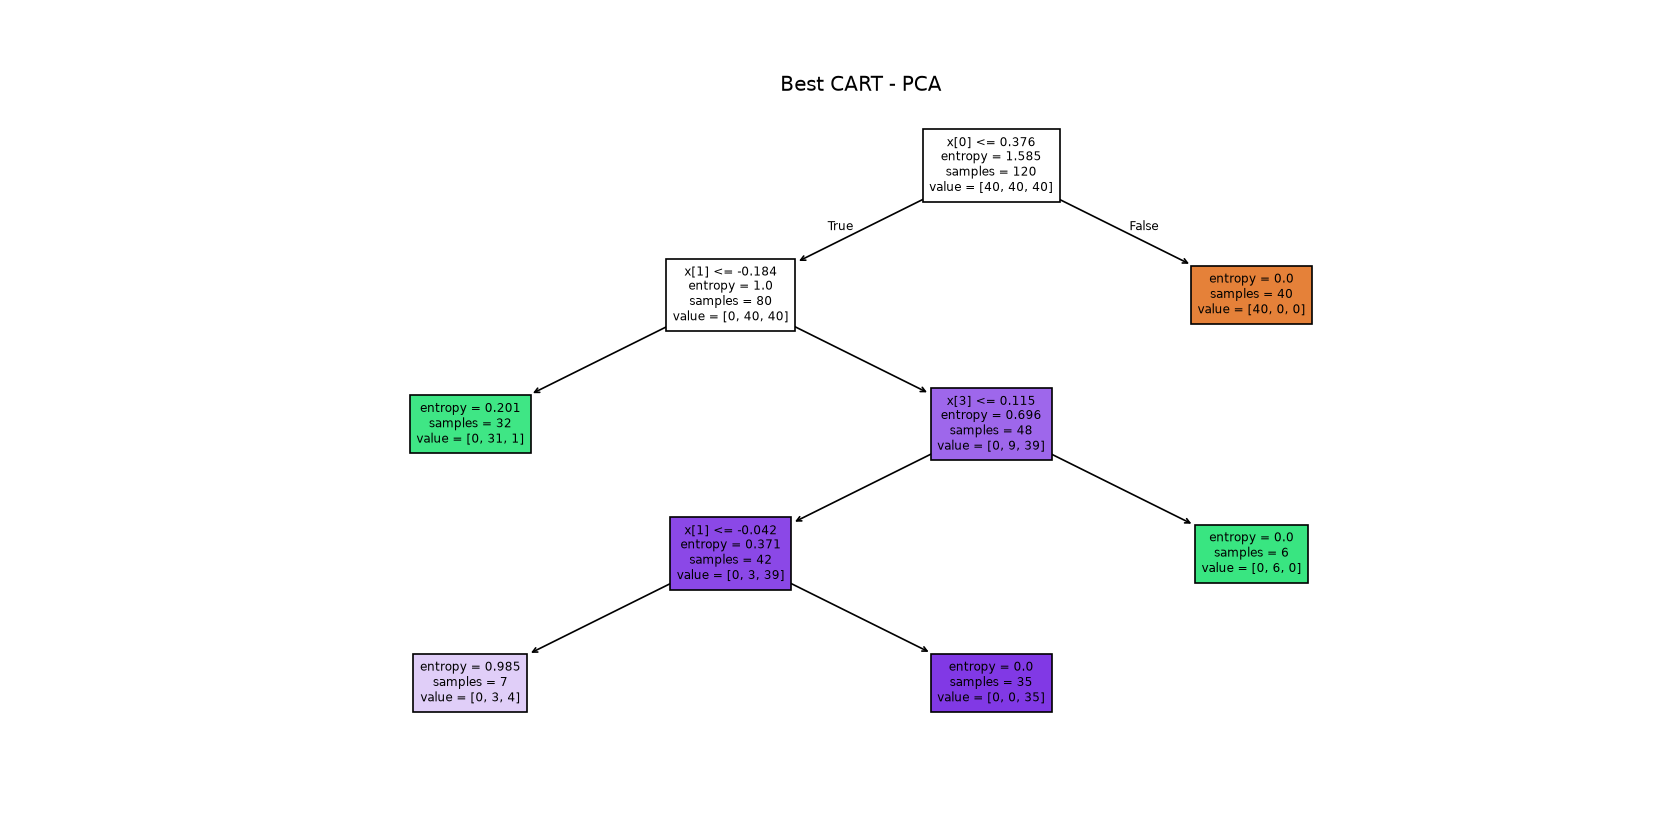 Best CART - PCA
x[0] <= 0.376
entropy = 1.585
samples = 120
value = [40, 40, 40]
True
False
x[1] <= -0.184
entropy = 1.0
samples = 80
value = [0, 40, 40]
entropy = 0.0
samples = 40
value = [40, 0, 0]
entropy = 0.201
samples = 32
value = [0, 31, 1]
x[3] <= 0.115
entropy = 0.696
samples = 48
value = [0, 9, 39]
x[1] <= -0.042
entropy = 0.371
samples = 42
value = [0, 3, 39]
entropy = 0.0
samples = 6
value = [0, 6, 0]
entropy = 0.985
samples = 7
value = [0, 3, 4]
entropy = 0.0
samples = 35
value = [0, 0, 35]